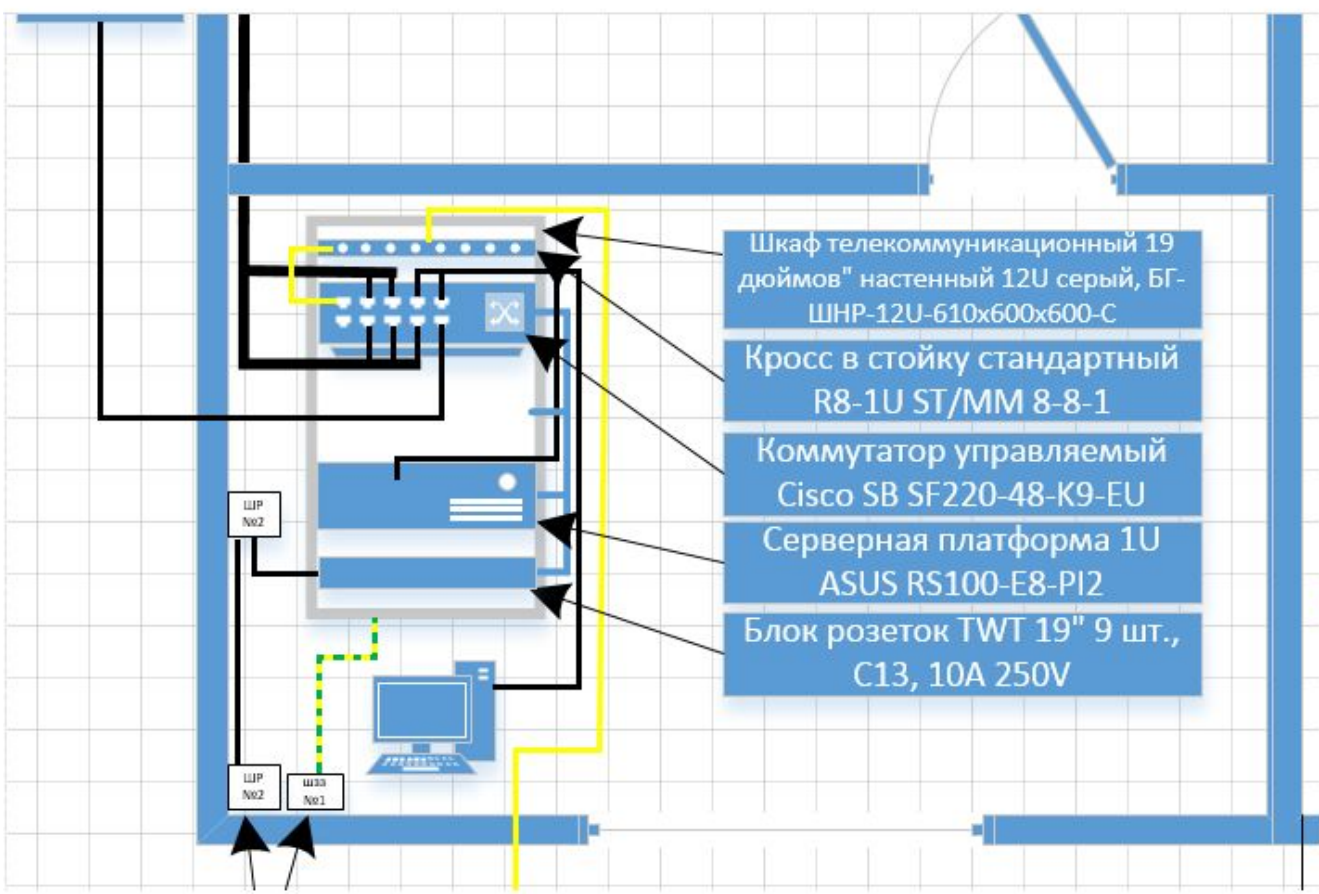 Шкаф телекоммуникационный 19
дюймов" настенный 12U серый, БГ-
ШНР-12U-610x600x600-С
Кросс в стойку стандартный
R8-1U ST/MM 8-8-1
Коммутатор управляемый
Cisco SB SF220-48-K9-EU
Серверная платформа 1U
ASUS RS100-E8-PI2
Блок розеток TWT 19" 9 шт.,
C13, 10A 250V
ШР
№2
ШР
№2
шзз
№1